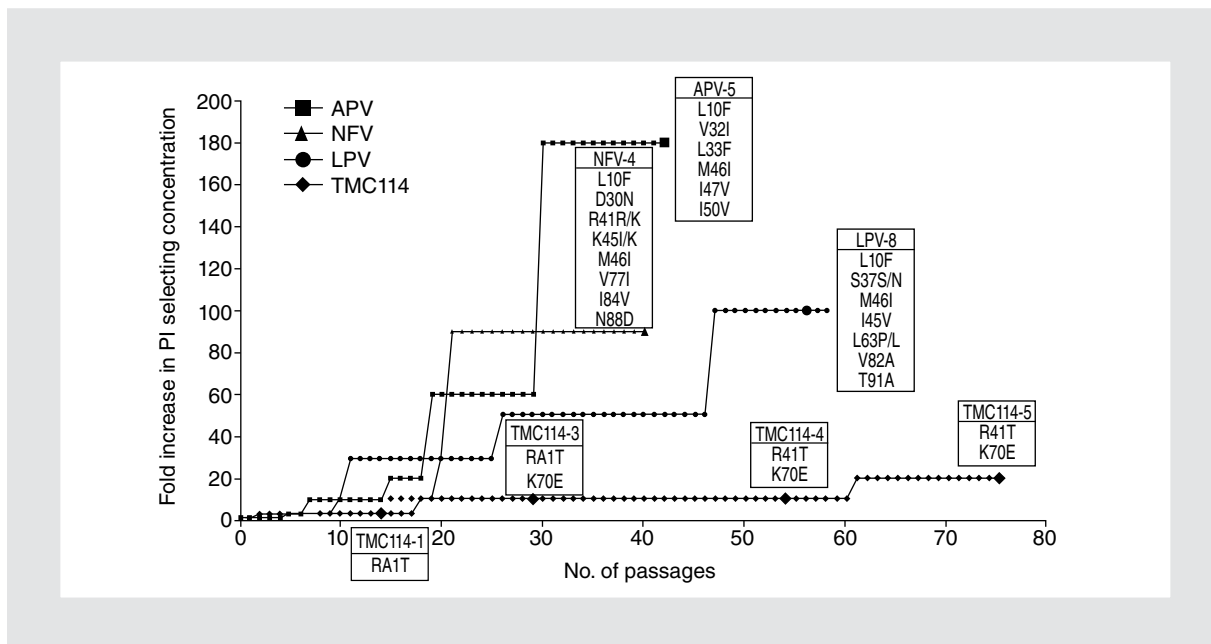 Fold increase in PI selecting concentration
200
180
160
140
120
100
80
60
40
20
0
APV
NFV
LPV
TMC114
APV-5
L10F
V32I
L33F
M46I
I47V
I50V
NFV-4
L10F
D30N
R41R/K
K45I/K
M46I
V77I
I84V
N88D
LPV-8
L10F
S37S/N
M46I
I45V
L63P/L
V82A
T91A
TMC114-3
RA1T
K70E
TMC114-4
R41T
K70E
TMC114-5
R41T
K70E
TMC114-1
RA1T
0
10
20
30
40
50
60
70
80
No. of passages